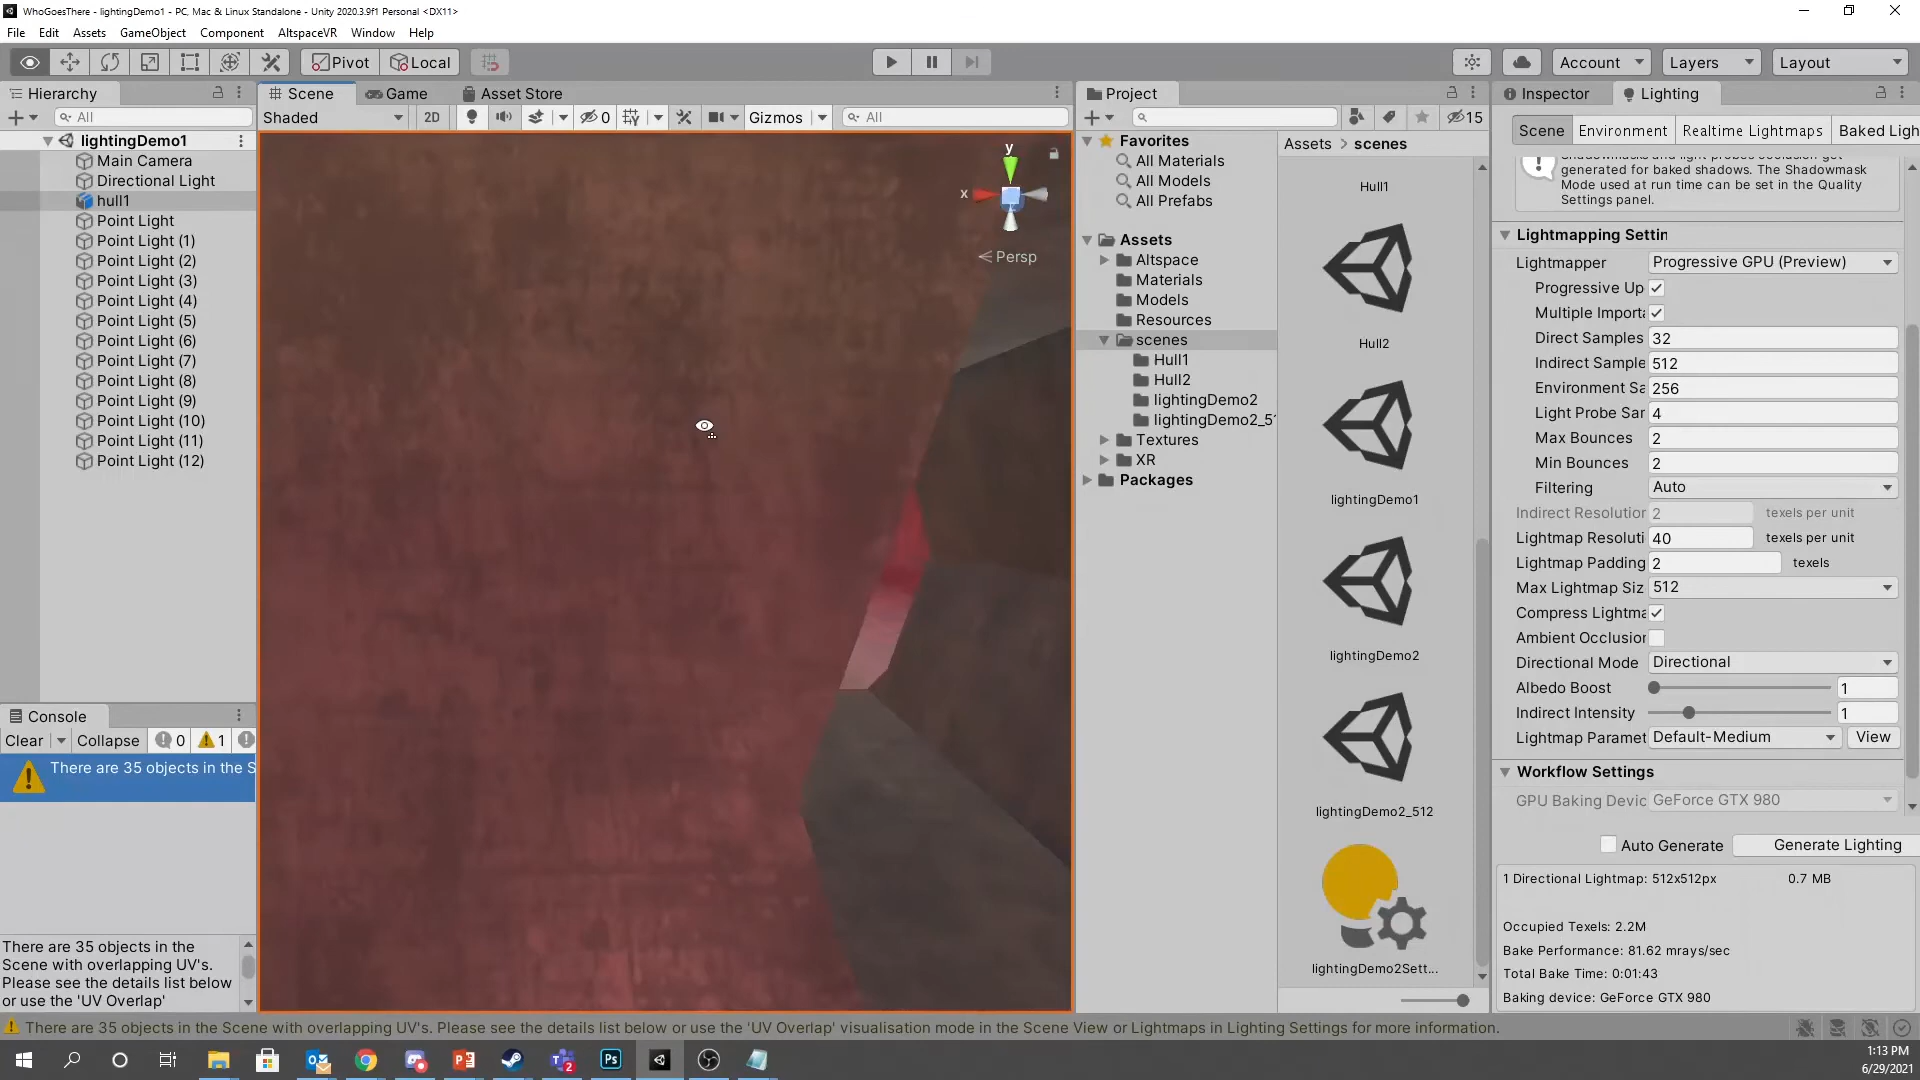 WhoGoesThere - lightingDemo1 - PC, Mac & Linux Standalone - Unity 2020.3.9f1 Personal <DX11>
File Edit Assets GameObject Component AltspaceVR Window Help
Pivot Local Account Layers Layout
Hierarchy
All
lightingDemo1
Main Camera
Directional Light
hull1
Point Light
Point Light (1)
Point Light (2)
Point Light (3)
Point Light (4)
Point Light (5)
Point Light (6)
Point Light (7)
Point Light (8)
Point Light (9)
Point Light (10)
Point Light (11)
Point Light (12)
Console
Clear Collapse 0 1
There are 35 objects in the S
There are 35 objects in the
Scene with overlapping UV's.
Please see the details list below
or use the 'UV Overlap'
Scene Game Asset Store
Shaded 2D 0 Gizmos All
y
x
Persp
Project
15
Favorites
All Materials
All Models
All Prefabs
Assets
Altspace
Materials
Models
Resources
scenes
Hull1
Hull2
lightingDemo2
lightingDemo2_51
Textures
XR
Packages
Assets > scenes
Hull1
Hull2
lightingDemo1
lightingDemo2
lightingDemo2_512
lightingDemo2Sett...
Inspector Lighting
Scene Environment Realtime Lightmaps Baked Ligh
Shadowmasks and light probes occlusion get
generated for baked shadows. The Shadowmask
Mode used at run time can be set in the Quality
Settings panel.
Lightmapping Settin
Lightmapper Progressive GPU (Preview)
Progressive Up
Multiple Importa
Direct Samples 32
Indirect Sample 512
Environment Sa 256
Light Probe Sar 4
Max Bounces 2
Min Bounces 2
Filtering Auto
Indirect Resolution 2 texels per unit
Lightmap Resoluti 40 texels per unit
Lightmap Padding 2 texels
Max Lightmap Siz 512
Compress Lightma
Ambient Occlusion
Directional Mode Directional
Albedo Boost 1
Indirect Intensity 1
Lightmap Paramet Default-Medium View
Workflow Settings
GPU Baking Devic GeForce GTX 980
Auto Generate Generate Lighting
1 Directional Lightmap: 512x512px 0.7 MB
Occupied Texels: 2.2M
Bake Performance: 81.62 mrays/sec
Total Bake Time: 0:01:43
Baking device: GeForce GTX 980
There are 35 objects in the Scene with overlapping UV's. Please see the details list below or use the 'UV Overlap' visualisation mode in the Scene View or Lightmaps in Lighting Settings for more information.
1:13 PM
6/29/2021